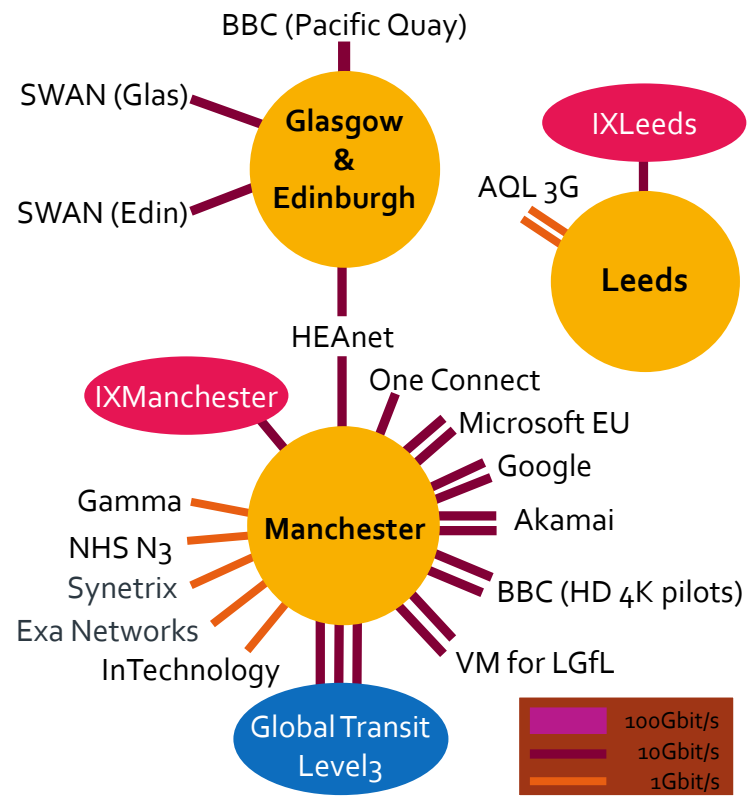 BBC (Pacific Quay)
SWAN (Glas)
Glasgow
&
Edinburgh
SWAN (Edin)
IXLeeds
AQL 3G
Leeds
HEAnet
IXManchester
One Connect
Microsoft EU
Google
Gamma
Akamai
Manchester
NHS N3
Synetrix
BBC (HD 4K pilots)
Exa Networks
InTechnology
VM for LGfL
Global Transit
Level3
100Gbit/s
10Gbit/s
1Gbit/s